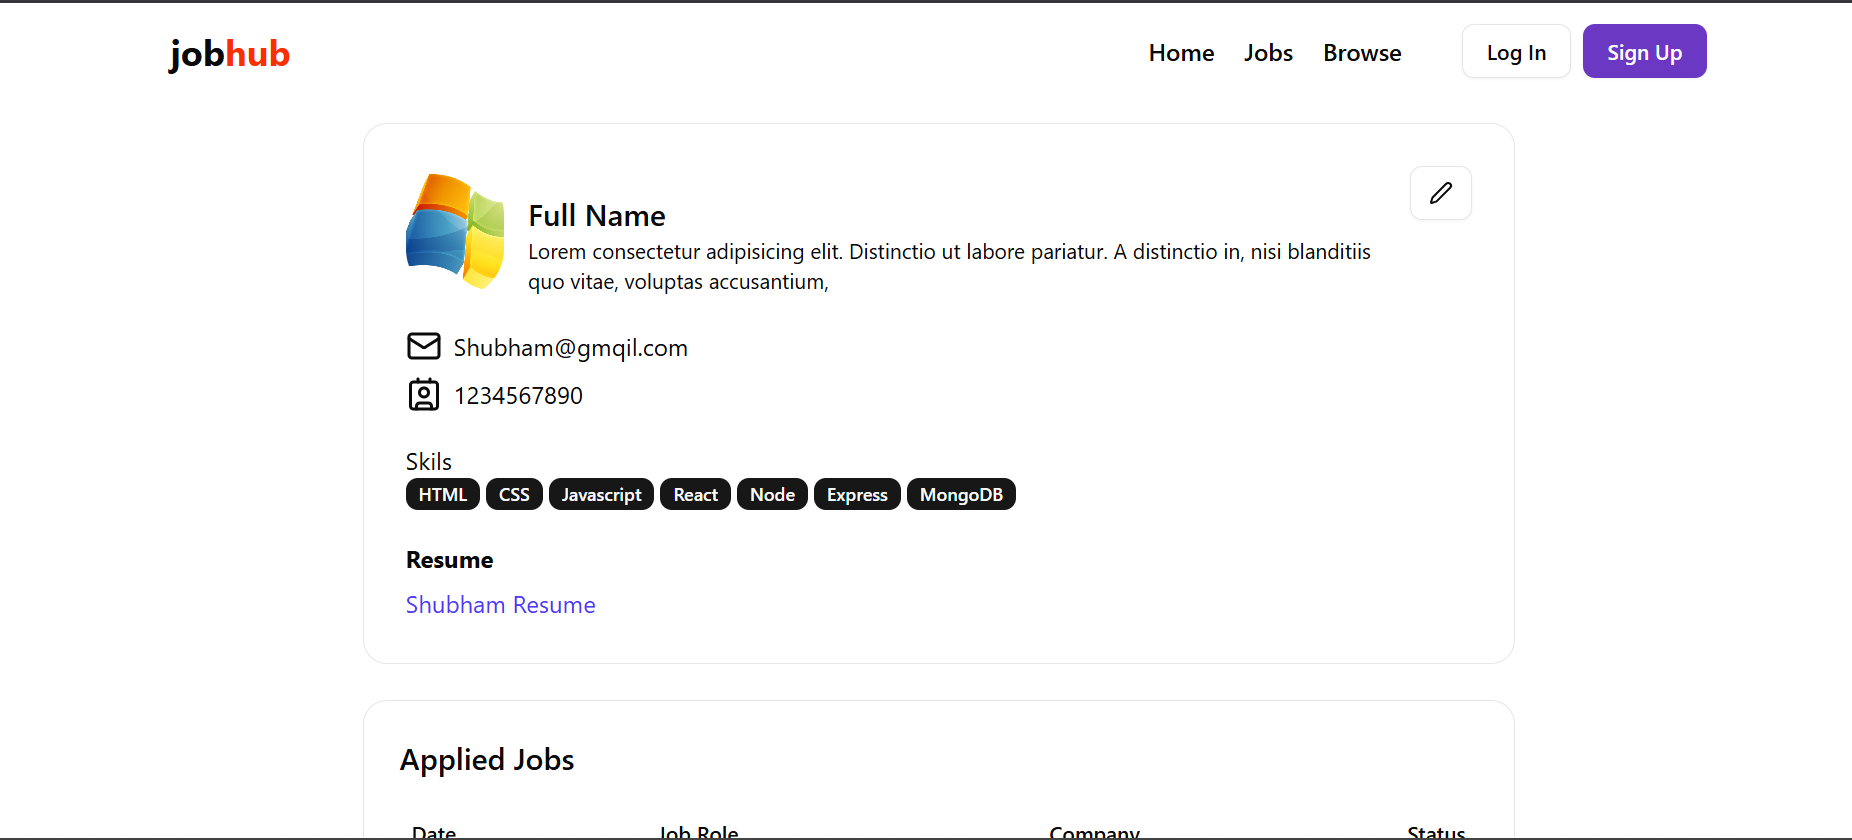 jobhub Home Jobs Browse Log In Sign Up
Full Name
Lorem consectetur adipisicing elit. Distinctio ut labore pariatur. A distinctio in, nisi blanditiis
quo vitae, voluptas accusantium,
Shubham@gmqil.com
1234567890
Skils
HTML CSS Javascript React Node Express MongoDB
Resume
Shubham Resume
Applied Jobs
Date Job Role Company Status